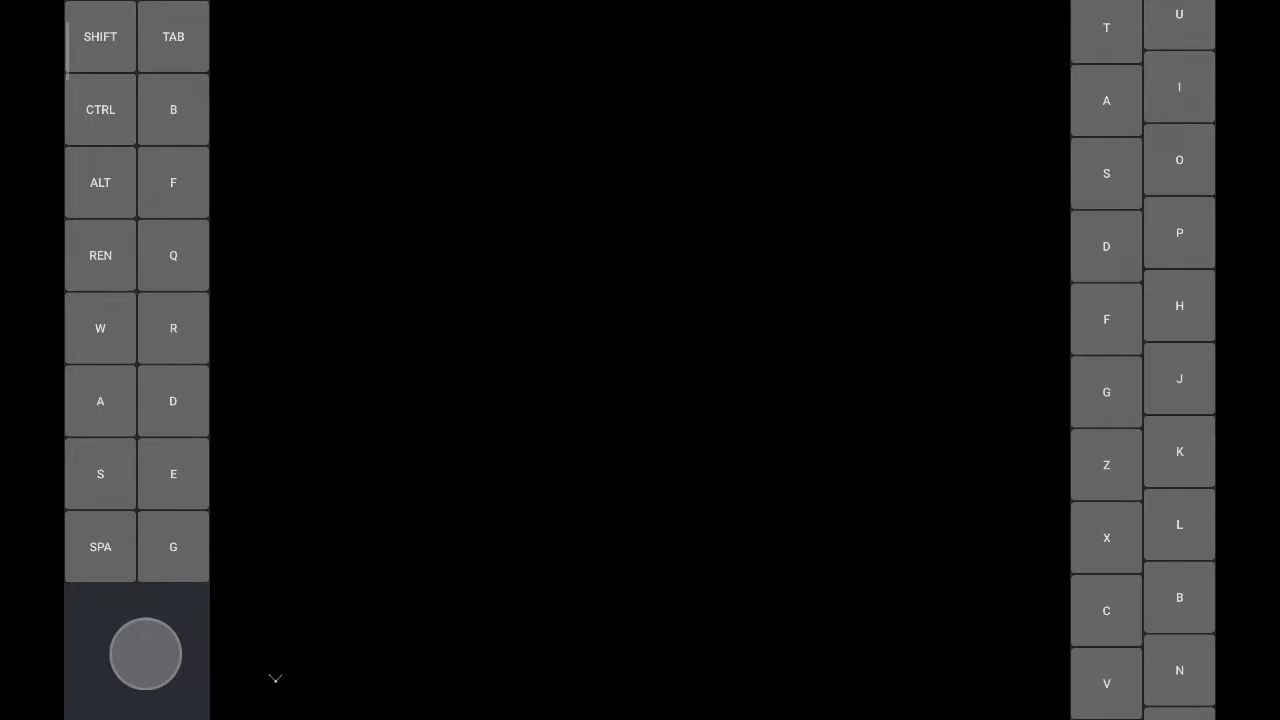 SHIFT TAB
CTRL B
ALT F
REN Q
W R
A D
S E
SPA G
T U
A I
S O
D P
F H
G J
Z K
X L
C B
V N